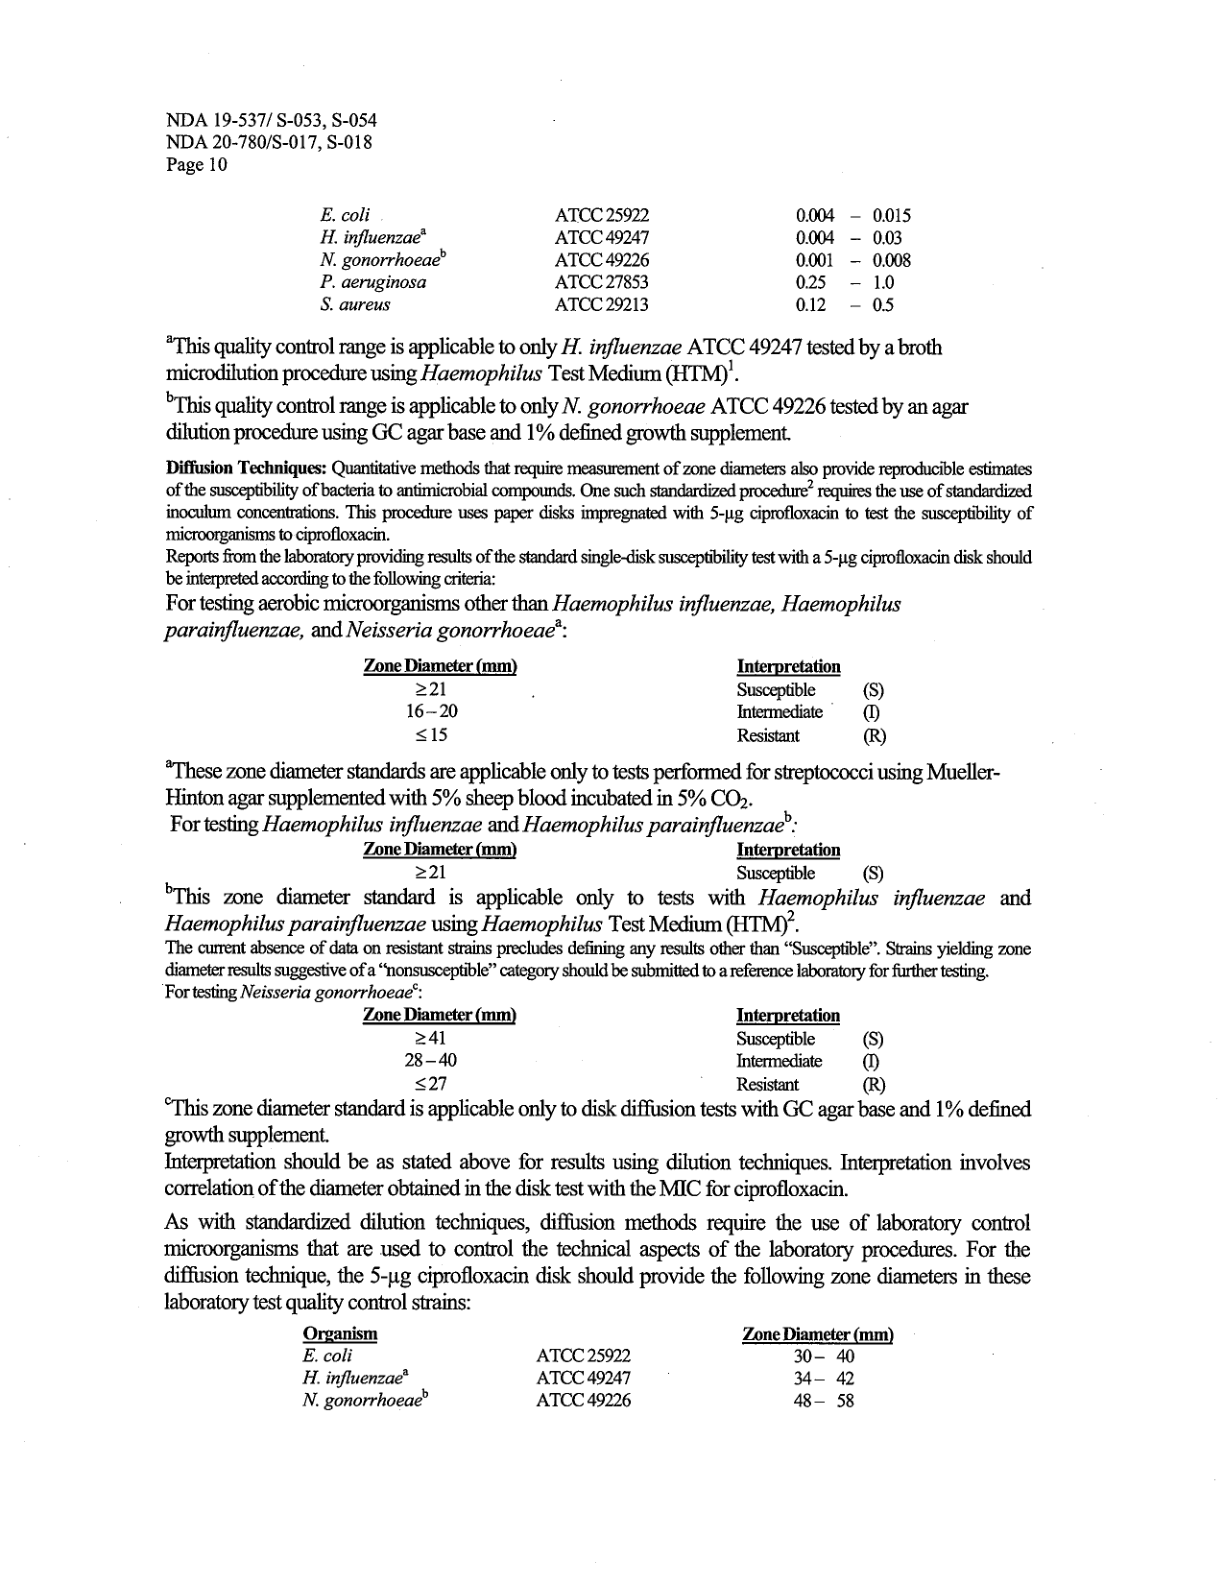 NDA 19-537/ S-053, S-054
NDA 20-780/S-017, S-018
Page 10
E. coli ATCC 25922 0.004 – 0.015
H. influenzaeᵃ ATCC 49247 0.004 – 0.03
N. gonorrhoeaeᵇ ATCC 49226 0.001 – 0.008
P. aeruginosa ATCC 27853 0.25 – 1.0
S. aureus ATCC 29213 0.12 – 0.5
ᵃThis quality control range is applicable to only H. influenzae ATCC 49247 tested by a broth
microdilution procedure using Haemophilus Test Medium (HTM)¹.
ᵇThis quality control range is applicable to only N. gonorrhoeae ATCC 49226 tested by an agar
dilution procedure using GC agar base and 1% defined growth supplement.
Diffusion Techniques: Quantitative methods that require measurement of zone diameters also provide reproducible estimates
of the susceptibility of bacteria to antimicrobial compounds. One such standardized procedure² requires the use of standardized
inoculum concentrations. This procedure uses paper disks impregnated with 5-µg ciprofloxacin to test the susceptibility of
microorganisms to ciprofloxacin.
Reports from the laboratory providing results of the standard single-disk susceptibility test with a 5-µg ciprofloxacin disk should
be interpreted according to the following criteria:
For testing aerobic microorganisms other than Haemophilus influenzae, Haemophilus
parainfluenzae, and Neisseria gonorrhoeaeᵃ:
Zone Diameter (mm) Interpretation
≥21 Susceptible (S)
16–20 Intermediate (I)
≤15 Resistant (R)
ᵃThese zone diameter standards are applicable only to tests performed for streptococci using Mueller-
Hinton agar supplemented with 5% sheep blood incubated in 5% CO₂.
For testing Haemophilus influenzae and Haemophilus parainfluenzaeᵇ:
Zone Diameter (mm) Interpretation
≥21 Susceptible (S)
ᵇThis zone diameter standard is applicable only to tests with Haemophilus influenzae and
Haemophilus parainfluenzae using Haemophilus Test Medium (HTM)².
The current absence of data on resistant strains precludes defining any results other than “Susceptible”. Strains yielding zone
diameter results suggestive of a “nonsusceptible” category should be submitted to a reference laboratory for further testing.
For testing Neisseria gonorrhoeaeᶜ:
Zone Diameter (mm) Interpretation
≥41 Susceptible (S)
28–40 Intermediate (I)
≤27 Resistant (R)
ᶜThis zone diameter standard is applicable only to disk diffusion tests with GC agar base and 1% defined
growth supplement.
Interpretation should be as stated above for results using dilution techniques. Interpretation involves
correlation of the diameter obtained in the disk test with the MIC for ciprofloxacin.
As with standardized dilution techniques, diffusion methods require the use of laboratory control
microorganisms that are used to control the technical aspects of the laboratory procedures. For the
diffusion technique, the 5-µg ciprofloxacin disk should provide the following zone diameters in these
laboratory test quality control strains:
Organism Zone Diameter (mm)
E. coli ATCC 25922 30– 40
H. influenzaeᵃ ATCC 49247 34– 42
N. gonorrhoeaeᵇ ATCC 49226 48– 58